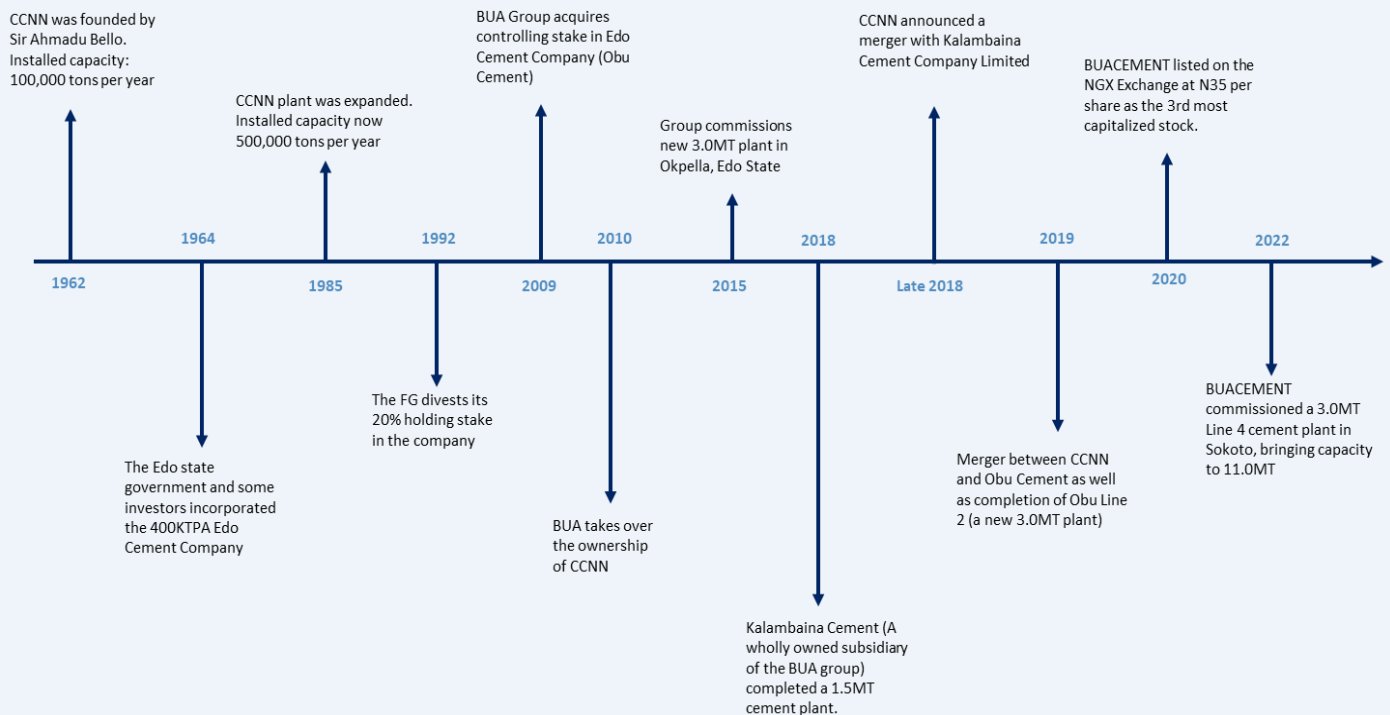 CCNN was founded by
Sir Ahmadu Bello.
Installed capacity:
100,000 tons per year
CCNN plant was expanded.
Installed capacity now
500,000 tons per year
BUA Group acquires
controlling stake in Edo
Cement Company (Obu
Cement)
Group commissions
new 3.0MT plant in
Okpella, Edo State
CCNN announced a
merger with Kalambaina
Cement Company Limited
BUACEMENT listed on the
NGX Exchange at N35 per
share as the 3rd most
capitalized stock.
1964
1992
2010
2018
2019
2022
1962
1985
2009
2015
Late 2018
2020
The Edo state
government and some
investors incorporated
the 400KTPA Edo
Cement Company
The FG divests its
20% holding stake
in the company
BUA takes over
the ownership
of CCNN
Kalambaina Cement (A
wholly owned subsidiary
of the BUA group)
completed a 1.5MT
cement plant.
Merger between CCNN
and Obu Cement as well
as completion of Obu Line
2 (a new 3.0MT plant)
BUACEMENT
commissioned a 3.0MT
Line 4 cement plant in
Sokoto, bringing capacity
to 11.0MT